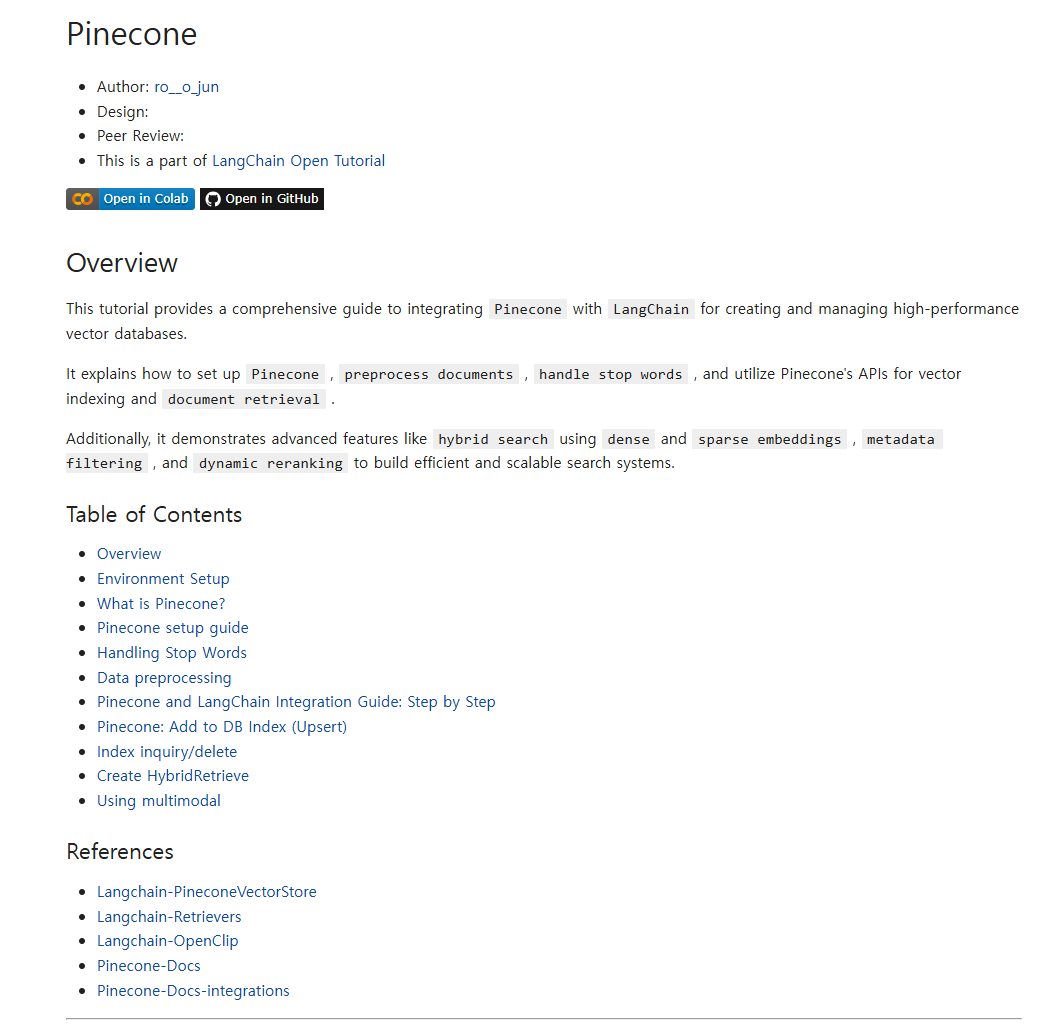 Pinecone
Author: ro__o_jun
Design:
Peer Review:
This is a part of LangChain Open Tutorial
Open in Colab Open in GitHub
Overview
This tutorial provides a comprehensive guide to integrating Pinecone with LangChain for creating and managing high-performance
vector databases.
It explains how to set up Pinecone , preprocess documents , handle stop words , and utilize Pinecone's APIs for vector
indexing and document retrieval .
Additionally, it demonstrates advanced features like hybrid search using dense and sparse embeddings , metadata
filtering , and dynamic reranking to build efficient and scalable search systems.
Table of Contents
Overview
Environment Setup
What is Pinecone?
Pinecone setup guide
Handling Stop Words
Data preprocessing
Pinecone and LangChain Integration Guide: Step by Step
Pinecone: Add to DB Index (Upsert)
Index inquiry/delete
Create HybridRetrieve
Using multimodal
References
Langchain-PineconeVectorStore
Langchain-Retrievers
Langchain-OpenClip
Pinecone-Docs
Pinecone-Docs-integrations